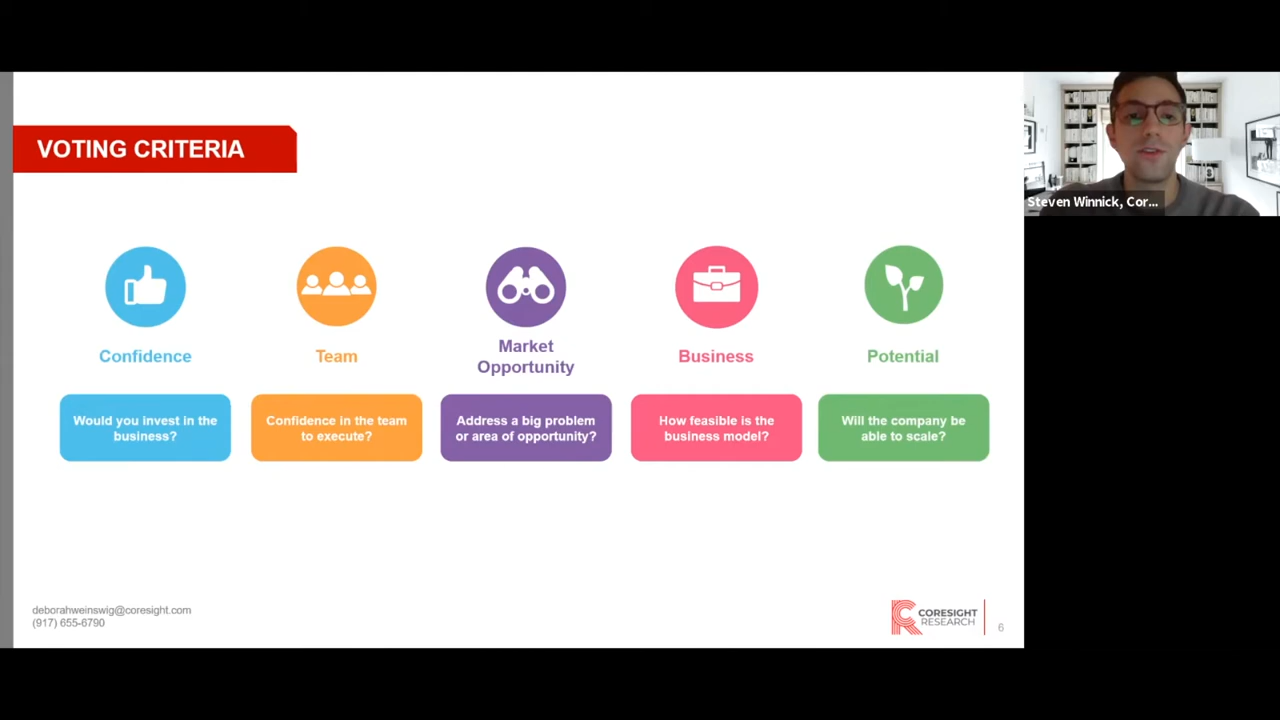 VOTING CRITERIA
Steven Winnick, Cor...
Confidence
Team
Market
Opportunity
Business
Potential
Would you invest in the
business?
Confidence in the team
to execute?
Address a big problem
or area of opportunity?
How feasible is the
business model?
Will the company be
able to scale?
deborahweinswig@coresight.com
(917) 655-6790
CORESIGHT
RESEARCH
6